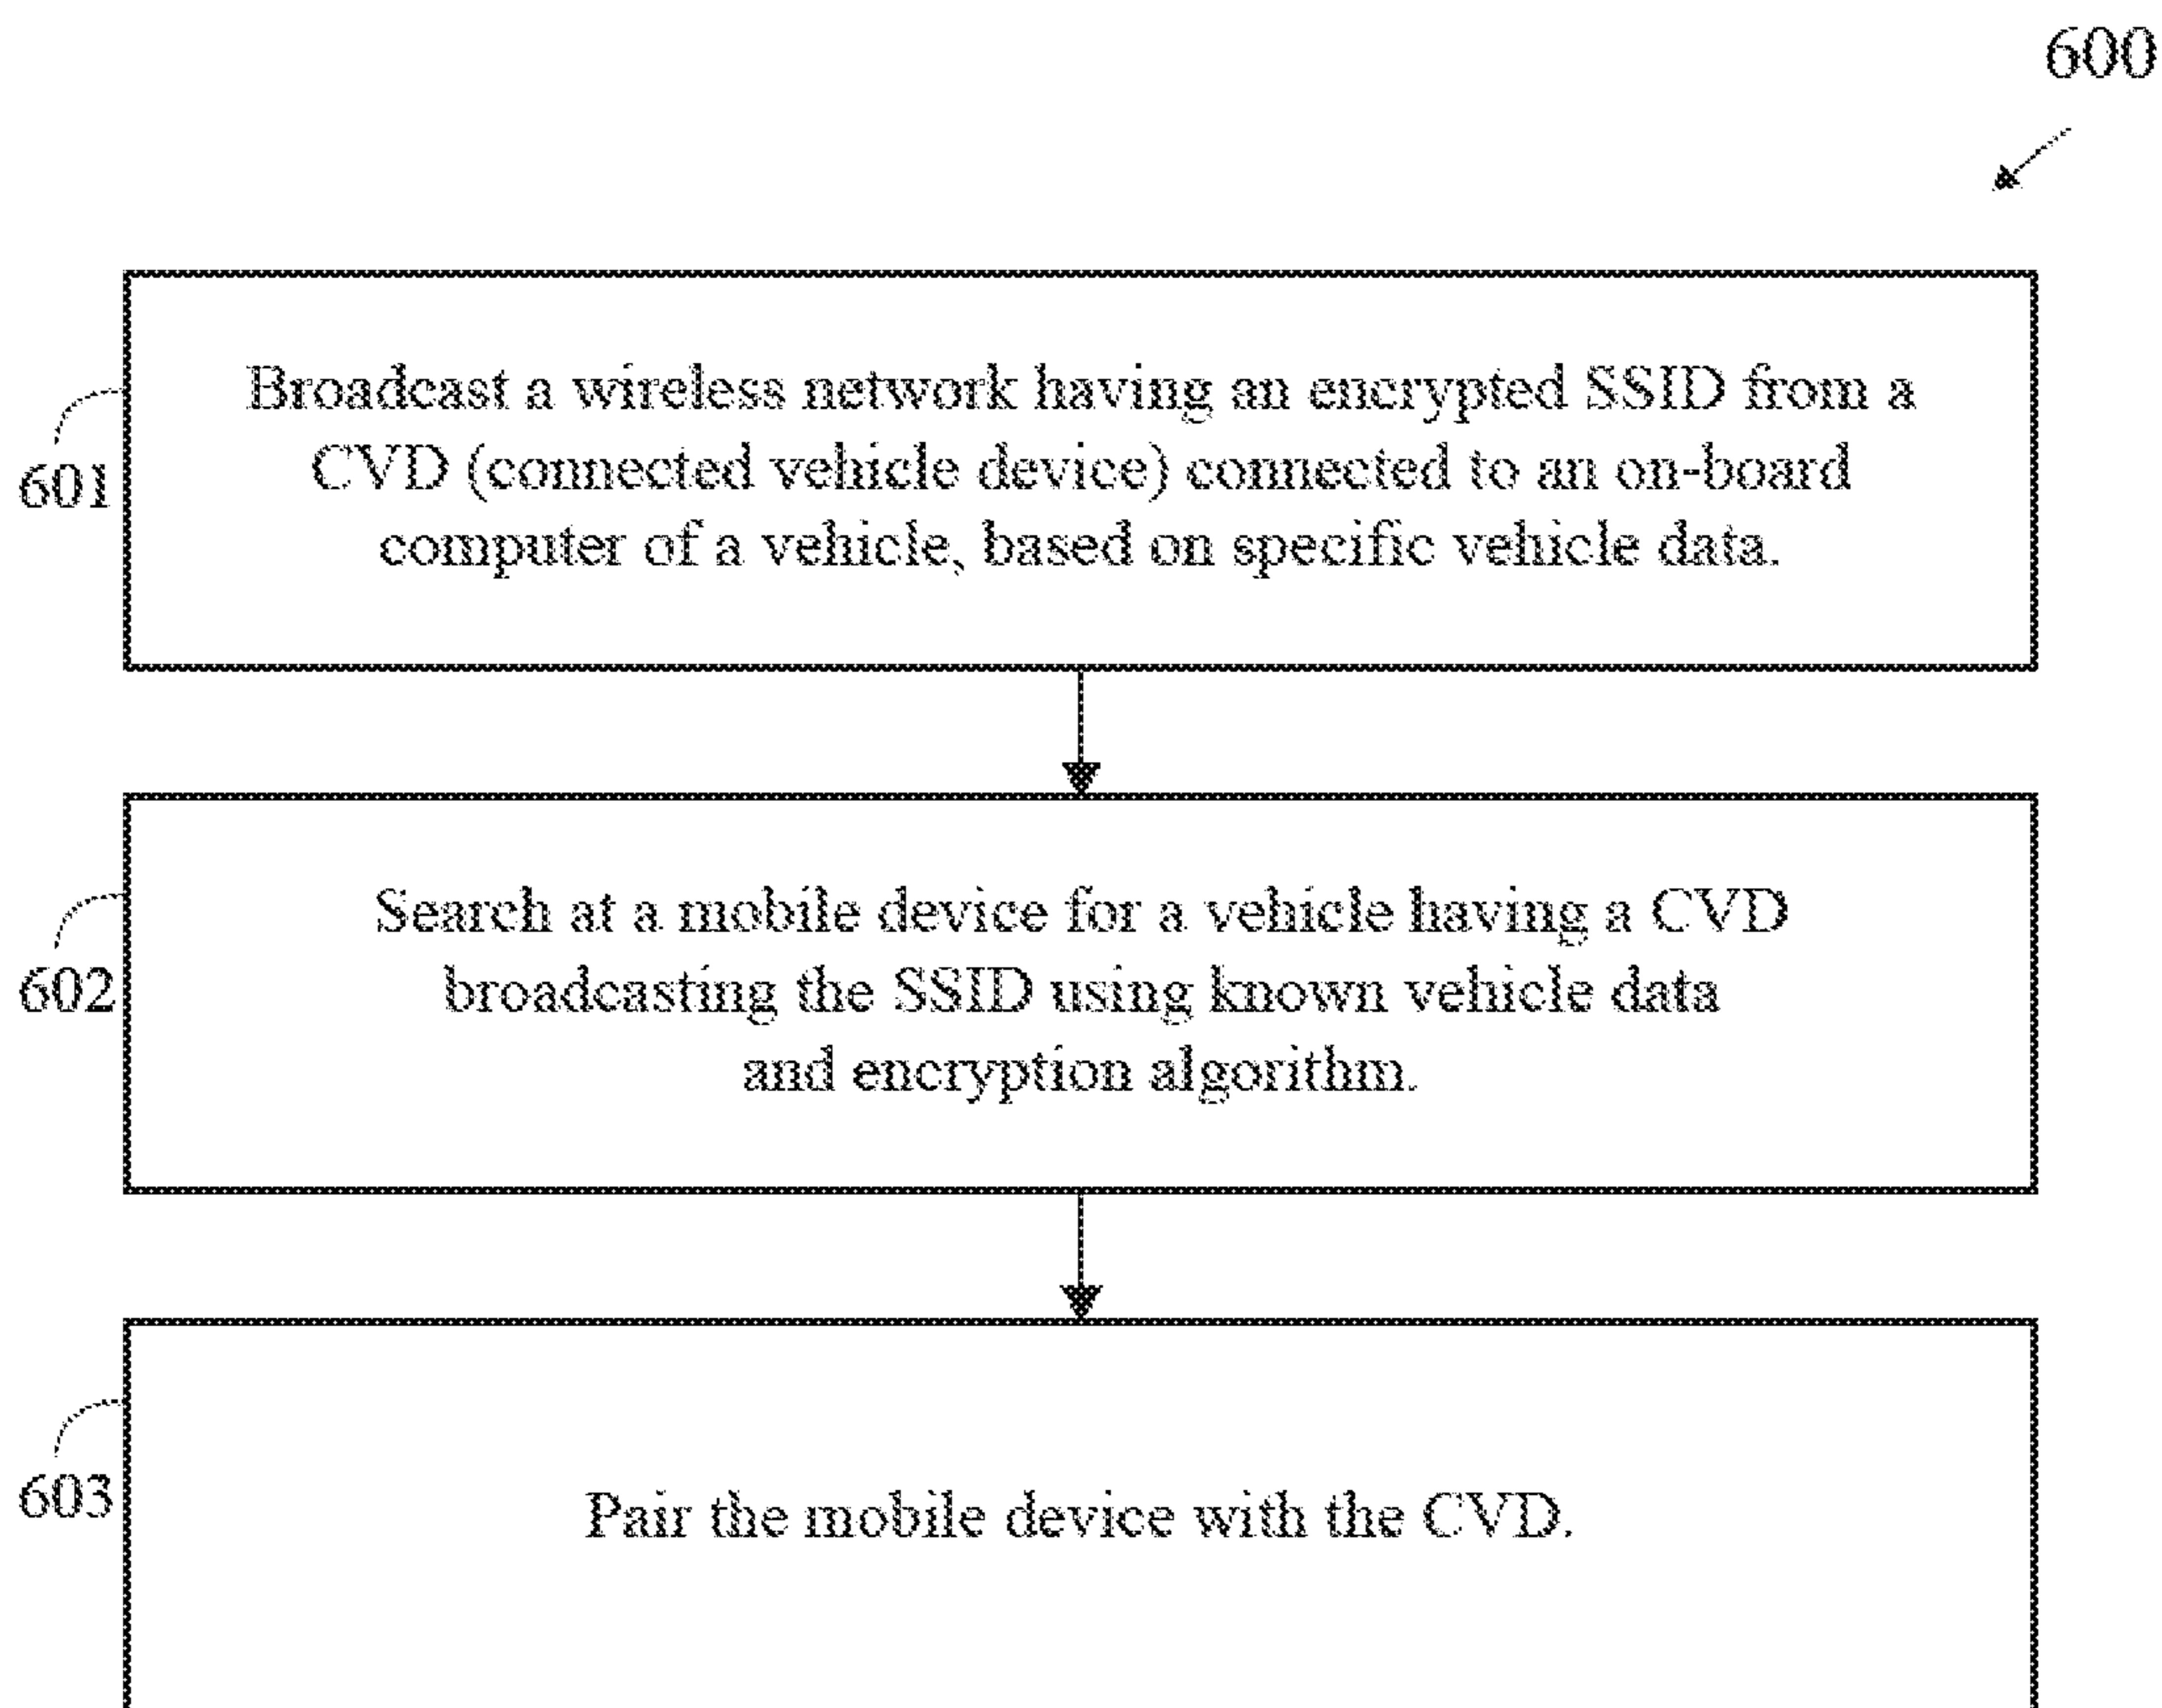 600
Broadcast a wireless network having an encrypted SSID from a
CVD (connected vehicle device) connected to an on-board
computer of a vehicle, based on specific vehicle data.
601
Search at a mobile device for a vehicle having a CVD
broadcasting the SSID using known vehicle data
and encryption algorithm.
602
Pair the mobile device with the CVD.
603